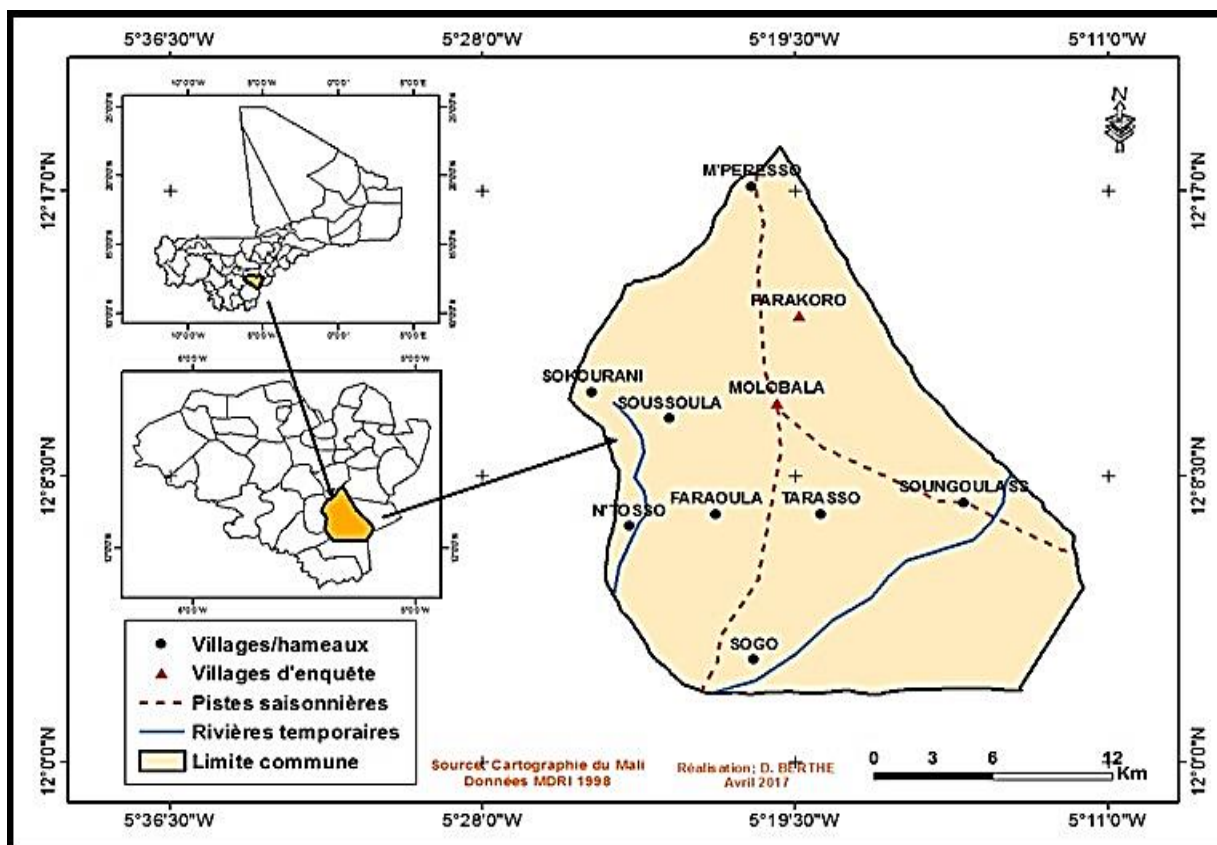 5°36'30"W 5°28'0"W 5°19'30"W 5°11'0"W
N
12°17'0"N
12°17'0"N
M'PERESSO
PARAKORO
SOKOURANI
MOLOBALA
SOUSSOULA
12°8'30"N
12°8'30"N
SOUNGOULASS
N'TOSSO
FARAOULA
TARASSO
SOGO
Villages/hameaux
Villages d'enquête
Pistes saisonnières
Rivières temporaires
Limite commune
Source: Cartographie du Mali
Données MDRI 1998
Réalisation; D. BERTHE
Avril 2017
0 3 6 12
Km
12°0'0"N
12°0'0"N
5°36'30"W 5°28'0"W 5°19'30"W 5°11'0"W